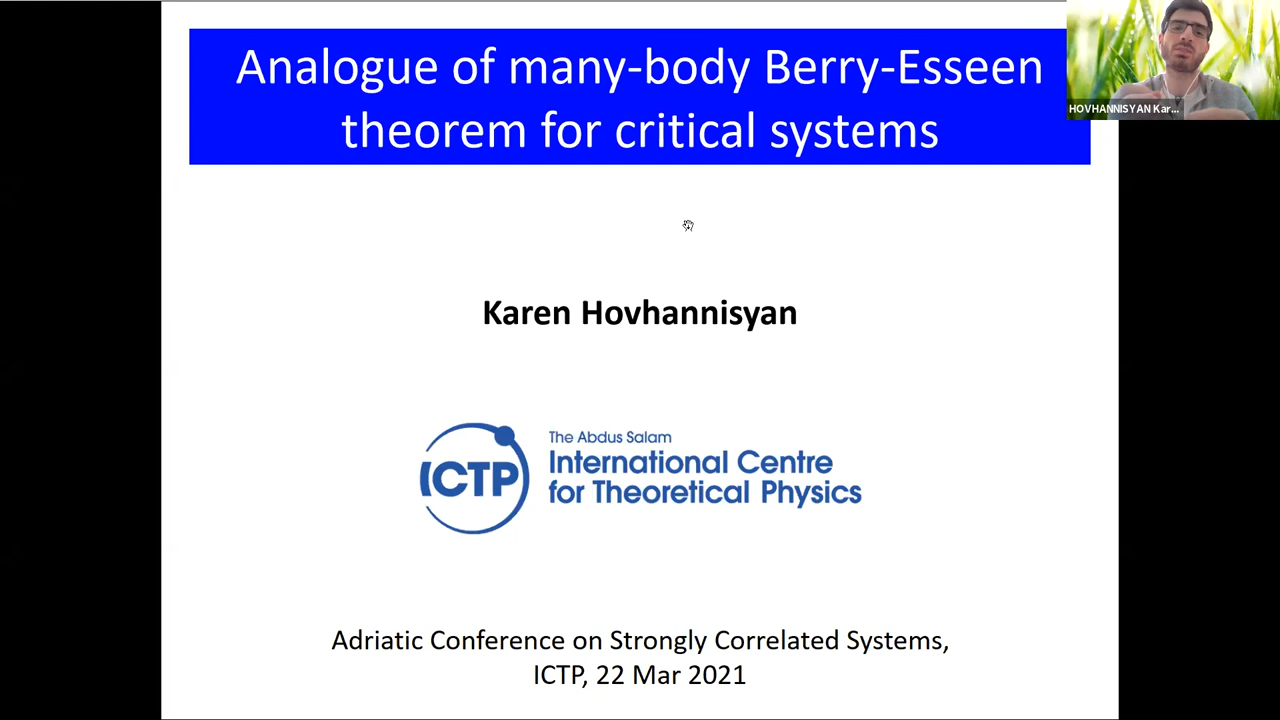 Analogue of many-body Berry-Esseen
theorem for critical systems
HOVHANNISYAN Kar...
Karen Hovhannisyan
ICTP
The Abdus Salam
International Centre
for Theoretical Physics
Adriatic Conference on Strongly Correlated Systems,
ICTP, 22 Mar 2021